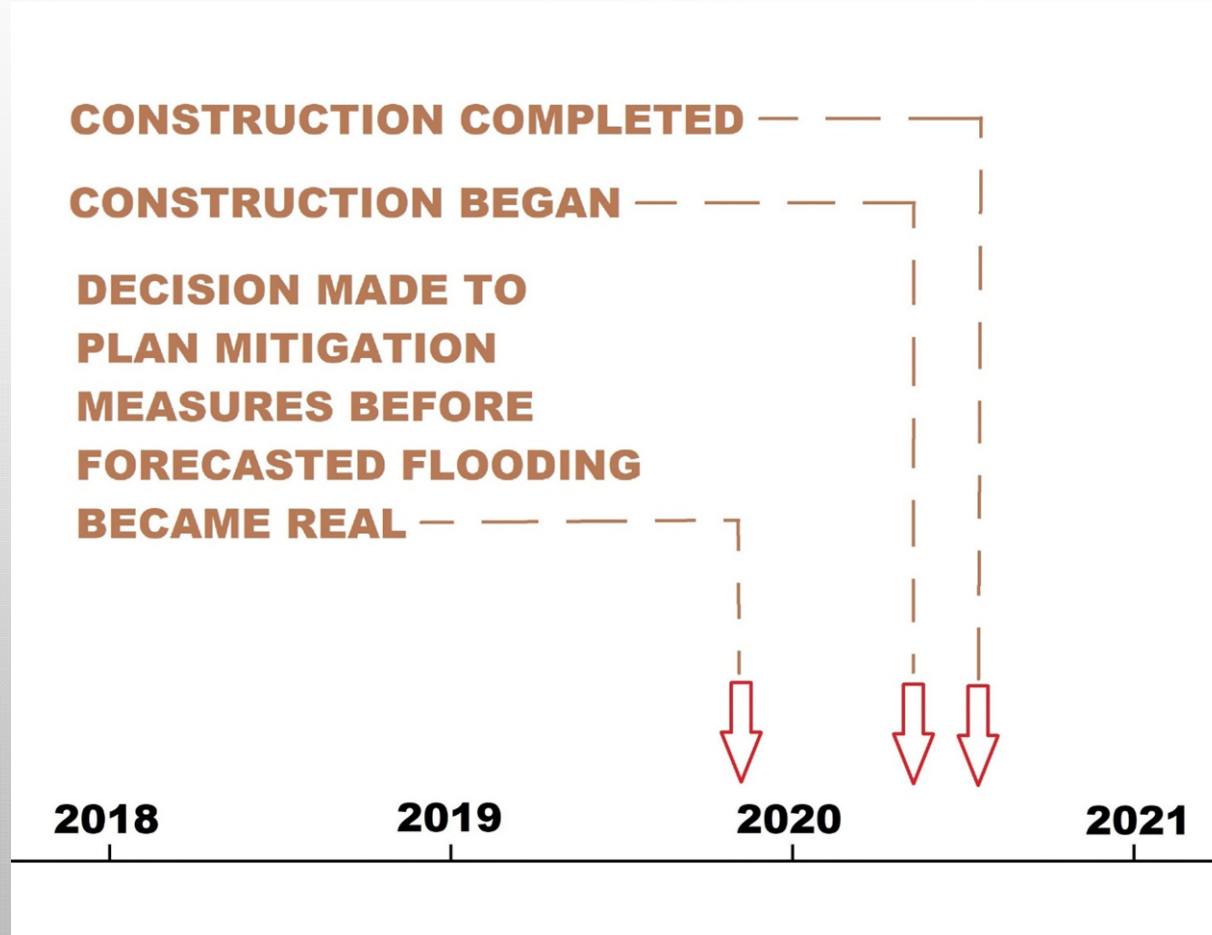 CONSTRUCTION COMPLETED
CONSTRUCTION BEGAN
DECISION MADE TO
PLAN MITIGATION
MEASURES BEFORE
FORECASTED FLOODING
BECAME REAL
2018 2019 2020 2021